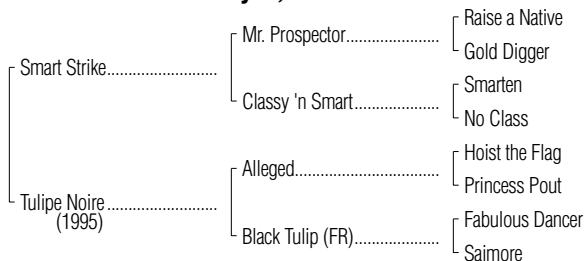 Raise a Native
Mr. Prospector....................
Gold Digger
Smart Strike........................
Smarten
Classy 'n Smart..................
No Class
Hoist the Flag
Alleged...............................
Princess Pout
Tulipe Noire........................
(1995)
Fabulous Dancer
Black Tulip (FR)..................
Saimore